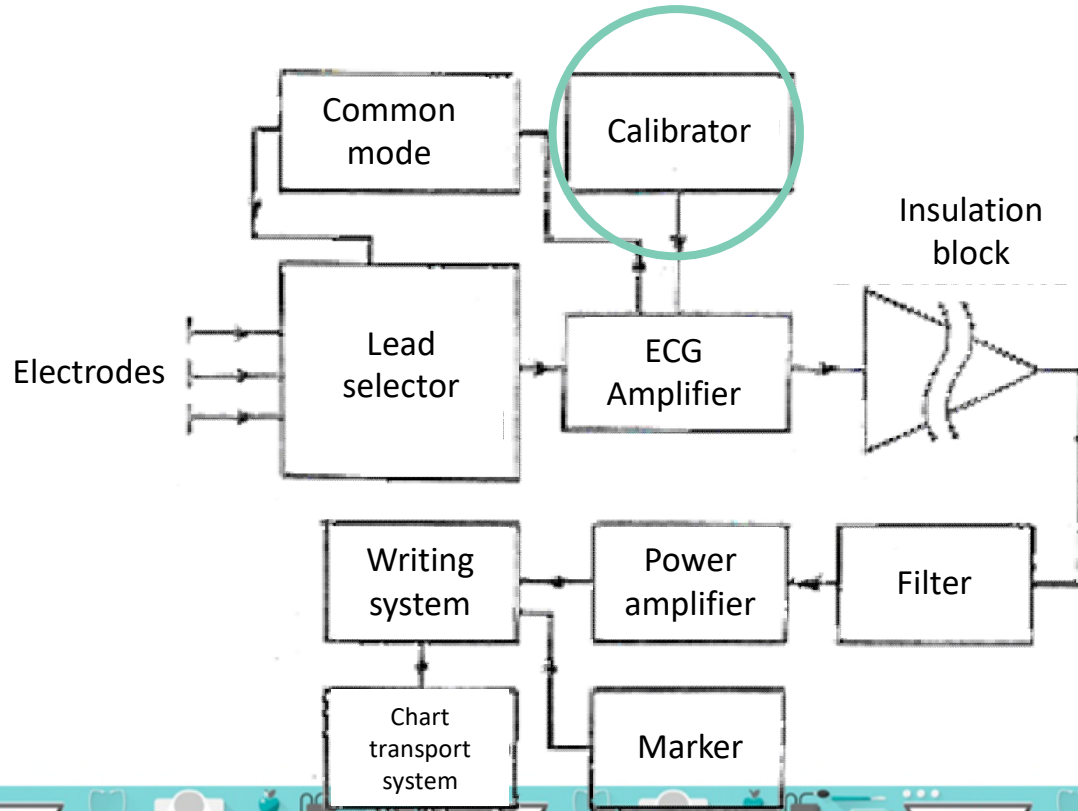 Common
mode
Calibrator
Insulation
block
Electrodes
Lead
selector
ECG
Amplifier
Writing
system
Power
amplifier
Filter
Chart
transport
system
Marker